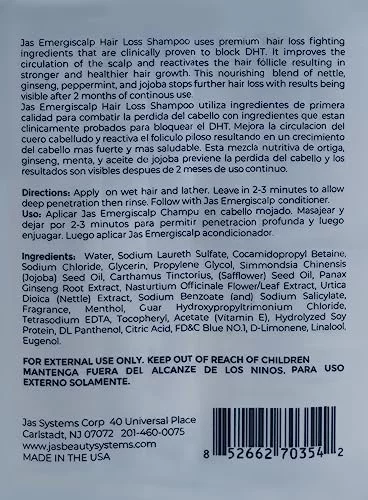 Jas Emergiscalp Hair Loss Shampoo uses premium hair loss fighting
ingredients that are clinically proven to block DHT. It improves the
circulation of the scalp and reactivates the hair follicle resulting in
stronger and healthier hair growth. This nourishing blend of nettle,
ginseng, peppermint, and jojoba stops further hair loss with results being
visible after 2 months of continous use.
Jas Emergiscalp Hair Loss Shampoo utiliza ingredientes de primera
calidad para combatir la perdida del cabello con ingredientes que estan
clinicamente probados para bloquear el DHT. Mejora la circulacion del
cuero cabelludo y reactiva el foliculo piloso resultando en un crecimiento
del cabello mas fuerte y mas saludable. Esta mezcla nutritiva de ortiga,
ginseng, menta, y aceite de jojoba previene la perdida del cabello y los
resultados son visibles despues de 2 meses de uso continuo.
Directions: Apply on wet hair and lather. Leave in 2-3 minutes to allow
deep penetration then rinse. Follow with Jas Emergiscalp conditioner.
Uso: Aplicar Jas Emergiscalp Champu en cabello mojado. Masajear y
dejar por 2-3 minutos para permitir penetracion profunda y luego
enjuagar. Luego aplicar Jas Emergiscalp acondicionador.
Ingredients: Water, Sodium Laureth Sulfate, Cocamidopropyl Betaine,
Sodium Chloride, Glycerin, Propylene Glycol, Simmondsia Chinensis
(Jojoba) Seed Oil, Carthamus Tinctorius, (Safflower) Seed Oil, Panax
Ginseng Root Extract, Nasturtium Officinale Flower/Leaf Extract, Urtica
Dioica (Nettle) Extract, Sodium Benzoate (and) Sodium Salicylate,
Fragrance, Menthol, Guar Hydroxypropyltrimonium Chloride,
Tetrasodium EDTA, Tocopheryl, Acetate (Vitamin E), Hydrolyzed Soy
Protein, DL Panthenol, Citric Acid, FD&C Blue NO.1, D-Limonene, Linalool,
Eugenol.
FOR EXTERNAL USE ONLY. KEEP OUT OF REACH OF CHILDREN
MANTENGA FUERA DEL ALCANZE DE LOS NINOS. PARA USO
EXTERNO SOLAMENTE.
Jas Systems Corp 40 Universal Place
Carlstadt, NJ 07072 201-460-0075
www.jasbeautysystems.com
MADE IN THE USA
8 52662 70354 2